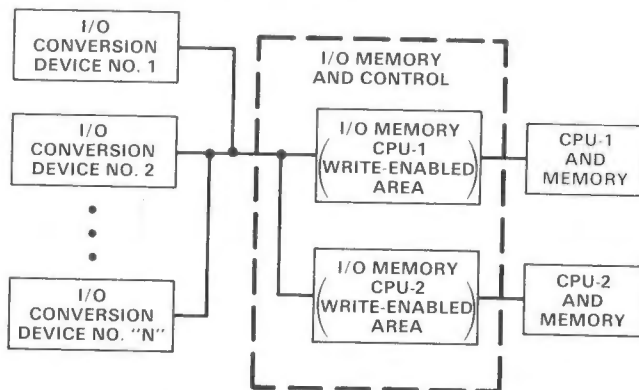 I/O
CONVERSION
DEVICE NO. 1
I/O
CONVERSION
DEVICE NO. 2
I/O
CONVERSION
DEVICE NO. "N"
I/O MEMORY
AND CONTROL
I/O MEMORY
CPU-1
(WRITE-ENABLED)
AREA
I/O MEMORY
CPU-2
(WRITE-ENABLED)
AREA
CPU-1
AND
MEMORY
CPU-2
AND
MEMORY